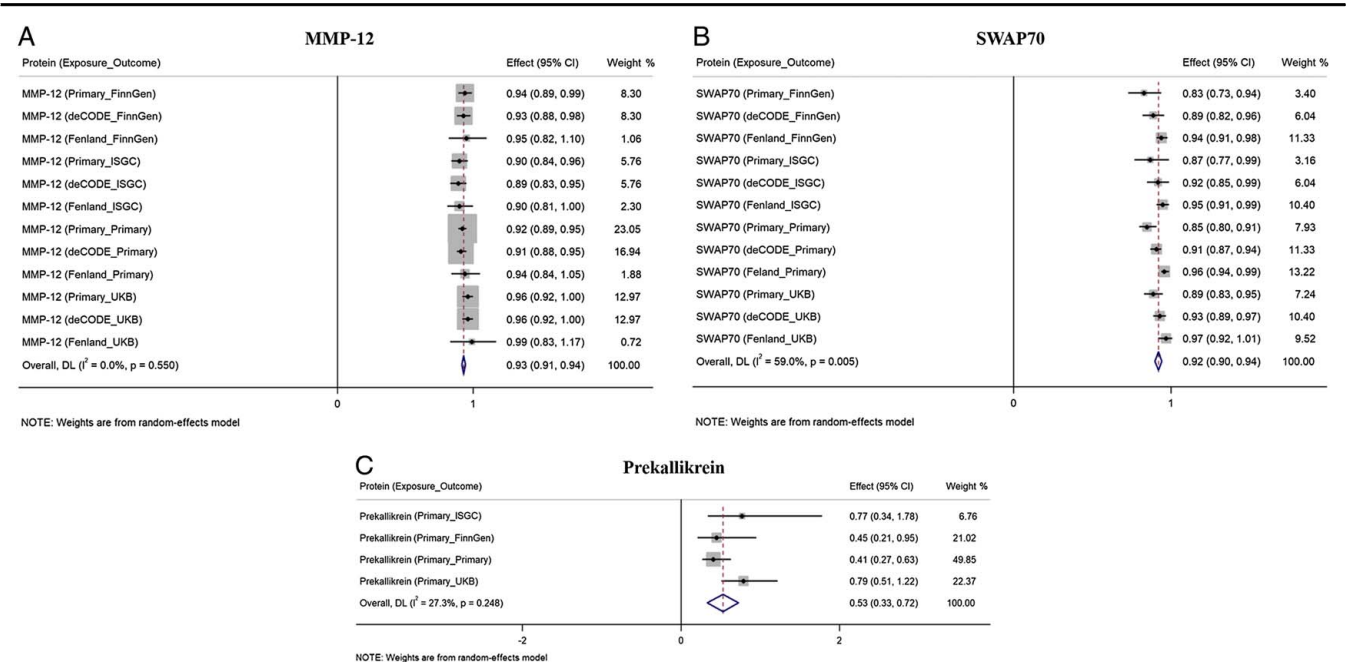 A
MMP-12
Protein (Exposure_Outcome) Effect (95% CI) Weight %
MMP-12 (Primary_FinnGen) 0.94 (0.89, 0.99) 8.30
MMP-12 (deCODE_FinnGen) 0.93 (0.88, 0.98) 8.30
MMP-12 (Fenland_FinnGen) 0.95 (0.82, 1.10) 1.06
MMP-12 (Primary_ISGC) 0.90 (0.84, 0.96) 5.76
MMP-12 (deCODE_ISGC) 0.89 (0.83, 0.95) 5.76
MMP-12 (Fenland_ISGC) 0.90 (0.81, 1.00) 2.30
MMP-12 (Primary_Primary) 0.92 (0.89, 0.95) 23.05
MMP-12 (deCODE_Primary) 0.91 (0.88, 0.95) 16.94
MMP-12 (Fenland_Primary) 0.94 (0.84, 1.05) 1.88
MMP-12 (Primary_UKB) 0.96 (0.92, 1.00) 12.97
MMP-12 (deCODE_UKB) 0.96 (0.92, 1.00) 12.97
MMP-12 (Fenland_UKB) 0.99 (0.83, 1.17) 0.72
Overall, DL (I² = 0.0%, p = 0.550) 0.93 (0.91, 0.94) 100.00
0 1
NOTE: Weights are from random-effects model
B
SWAP70
Protein (Exposure_Outcome) Effect (95% CI) Weight %
SWAP70 (Primary_FinnGen) 0.83 (0.73, 0.94) 3.40
SWAP70 (deCODE_FinnGen) 0.89 (0.82, 0.96) 6.04
SWAP70 (Fenland_FinnGen) 0.94 (0.91, 0.98) 11.33
SWAP70 (Primary_ISGC) 0.87 (0.77, 0.99) 3.16
SWAP70 (deCODE_ISGC) 0.92 (0.85, 0.99) 6.04
SWAP70 (Fenland_ISGC) 0.95 (0.91, 0.99) 10.40
SWAP70 (Primary_Primary) 0.85 (0.80, 0.91) 7.93
SWAP70 (deCODE_Primary) 0.91 (0.87, 0.94) 11.33
SWAP70 (Feland_Primary) 0.96 (0.94, 0.99) 13.22
SWAP70 (Primary_UKB) 0.89 (0.83, 0.95) 7.24
SWAP70 (deCODE_UKB) 0.93 (0.89, 0.97) 10.40
SWAP70 (Fenland_UKB) 0.97 (0.92, 1.01) 9.52
Overall, DL (I² = 59.0%, p = 0.005) 0.92 (0.90, 0.94) 100.00
0 1
NOTE: Weights are from random-effects model
C
Prekallikrein
Protein (Exposure_Outcome) Effect (95% CI) Weight %
Prekallikrein (Primary_ISGC) 0.77 (0.34, 1.78) 6.76
Prekallikrein (Primary_FinnGen) 0.45 (0.21, 0.95) 21.02
Prekallikrein (Primary_Primary) 0.41 (0.27, 0.63) 49.85
Prekallikrein (Primary_UKB) 0.79 (0.51, 1.22) 22.37
Overall, DL (I² = 27.3%, p = 0.248) 0.53 (0.33, 0.72) 100.00
-2 0 2
NOTE: Weights are from random-effects model